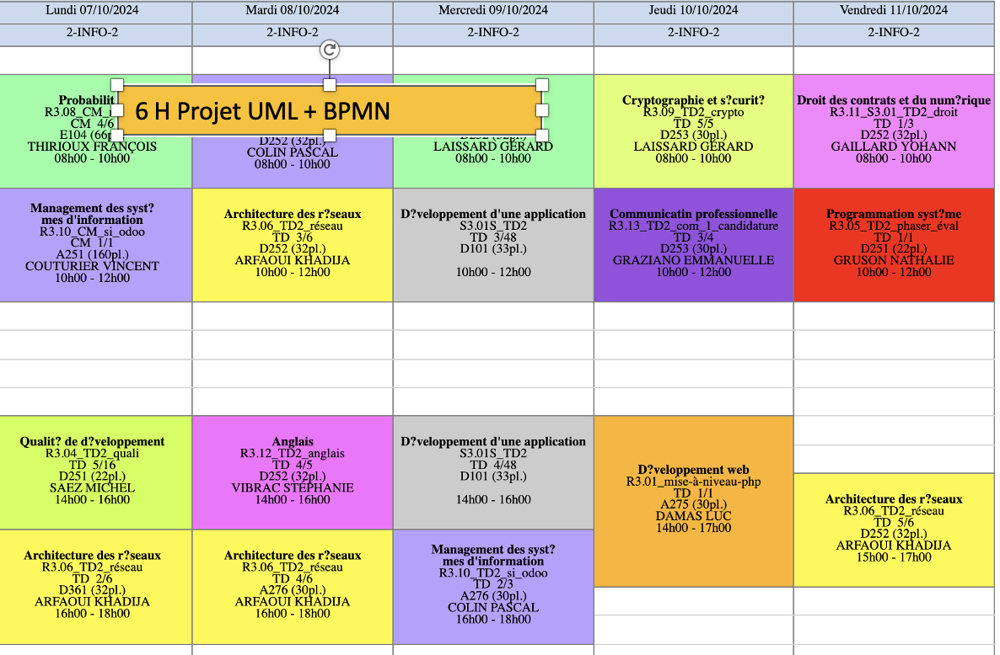 Lundi 07/10/2024
2-INFO-2
Probabilit
R3.08_CM_
CM 4/6
E104 (66p
THIRIOUX FRANÇOIS
08h00 - 10h00
Management des syst?
mes d'information
R3.10_CM_si_odoo
CM 1/1
A251 (160pl.)
COUTURIER VINCENT
10h00 - 12h00
Qualit? de d?veloppement
R3.04_TD2_quali
TD 5/16
D251 (22pl.)
SAEZ MICHEL
14h00 - 16h00
Architecture des r?seaux
R3.06_TD2_réseau
TD 2/6
D361 (32pl.)
ARFAOUI KHADIJA
16h00 - 18h00
Mardi 08/10/2024
2-INFO-2
6 H Projet UML + BPMN
D252 (32pl.)
COLIN PASCAL
08h00 - 10h00
Architecture des r?seaux
R3.06_TD2_réseau
TD 3/6
D252 (32pl.)
ARFAOUI KHADIJA
10h00 - 12h00
Anglais
R3.12_TD2_anglais
TD 4/5
D252 (32pl.)
VIBRAC STÉPHANIE
14h00 - 16h00
Architecture des r?seaux
R3.06_TD2_réseau
TD 4/6
A276 (30pl.)
ARFAOUI KHADIJA
16h00 - 18h00
Mercredi 09/10/2024
2-INFO-2
D252 (32pl.)
LAISSARD GÉRARD
08h00 - 10h00
D?veloppement d'une application
S3.01S_TD2
TD 3/48
D101 (33pl.)
10h00 - 12h00
D?veloppement d'une application
S3.01S_TD2
TD 4/48
D101 (33pl.)
14h00 - 16h00
Management des syst?
mes d'information
R3.10_TD2_si_odoo
TD 2/3
A276 (30pl.)
COLIN PASCAL
16h00 - 18h00
Jeudi 10/10/2024
2-INFO-2
Cryptographie et s?curit?
R3.09_TD2_crypto
TD 5/5
D253 (30pl.)
LAISSARD GÉRARD
08h00 - 10h00
Communicatin professionnelle
R3.13_TD2_com_1_candidature
TD 3/4
D253 (30pl.)
GRAZIANO EMMANUELLE
10h00 - 12h00
D?veloppement web
R3.01_mise-à-niveau-php
TD 1/1
A275 (30pl.)
DAMAS LUC
14h00 - 17h00
Vendredi 11/10/2024
2-INFO-2
Droit des contrats et du num?rique
R3.11_S3.01_TD2_droit
TD 1/3
D252 (32pl.)
GAILLARD YOHANN
08h00 - 10h00
Programmation syst?me
R3.05_TD2_phaser_éval
TD 1/1
D251 (22pl.)
GRUSON NATHALIE
10h00 - 12h00
Architecture des r?seaux
R3.06_TD2_réseau
TD 5/6
D252 (32pl.)
ARFAOUI KHADIJA
15h00 - 17h00